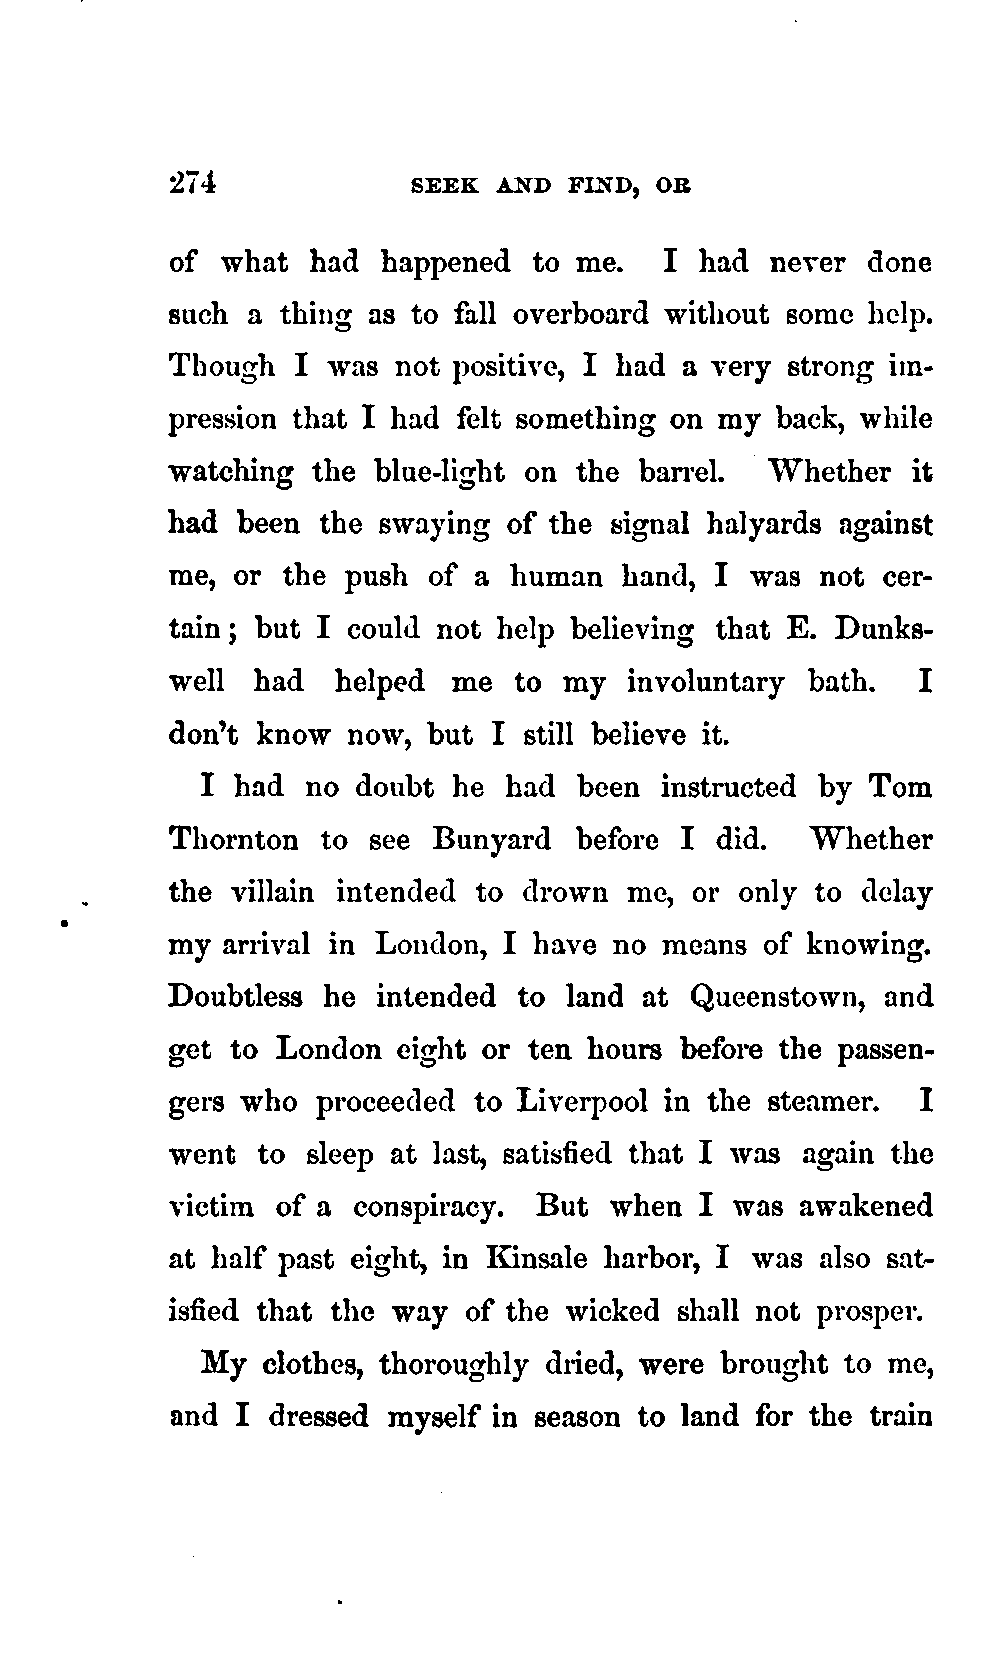 274 SEEK AND FIND, OR
of what had happened to me. I had never done
such a thing as to fall overboard without some help.
Though I was not positive, I had a very strong im-
pression that I had felt something on my back, while
watching the blue-light on the barrel. Whether it
had been the swaying of the signal halyards against
me, or the push of a human hand, I was not cer-
tain; but I could not help believing that E. Dunks-
well had helped me to my involuntary bath. I
don't know now, but I still believe it.
I had no doubt he had been instructed by Tom
Thornton to see Bunyard before I did. Whether
the villain intended to drown me, or only to delay
my arrival in London, I have no means of knowing.
Doubtless he intended to land at Queenstown, and
get to London eight or ten hours before the passen-
gers who proceeded to Liverpool in the steamer. I
went to sleep at last, satisfied that I was again the
victim of a conspiracy. But when I was awakened
at half past eight, in Kinsale harbor, I was also sat-
isfied that the way of the wicked shall not prosper.
My clothes, thoroughly dried, were brought to me,
and I dressed myself in season to land for the train